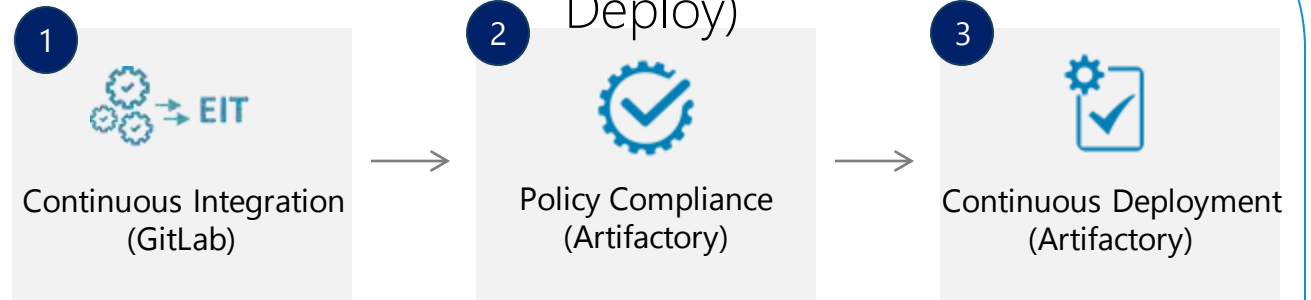 Deploy)
1
EIT
Continuous Integration
(GitLab)
2
Policy Compliance
(Artifactory)
3
Continuous Deployment
(Artifactory)